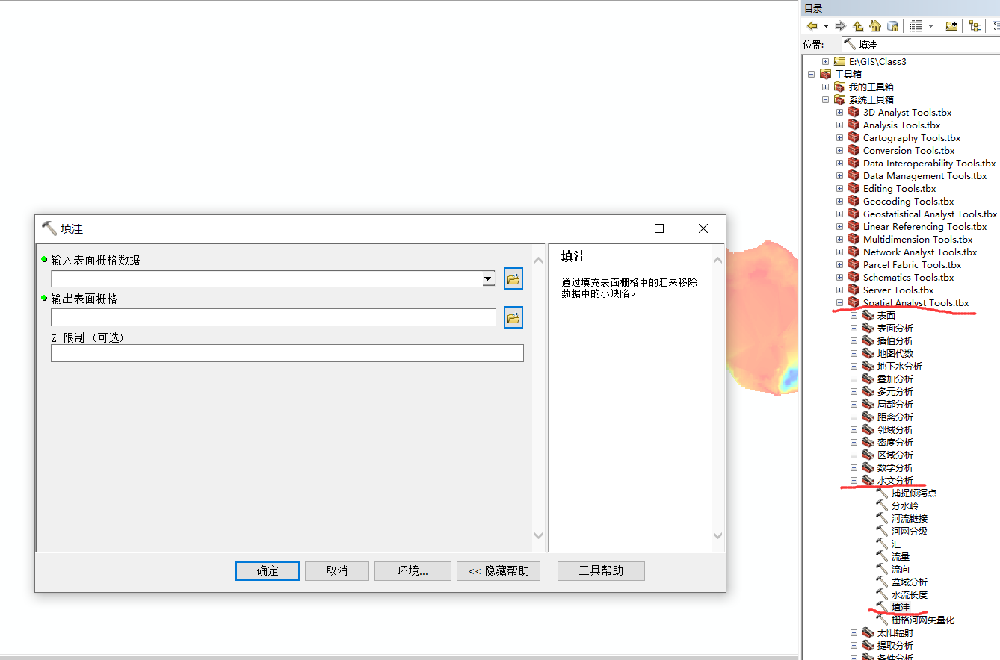 目录
位置:
填洼
E:\GIS\Class3
工具箱
我的工具箱
系统工具箱
3D Analyst Tools.tbx
Analysis Tools.tbx
Cartography Tools.tbx
Conversion Tools.tbx
Data Interoperability Tools.tbx
Data Management Tools.tbx
Editing Tools.tbx
Geocoding Tools.tbx
Geostatistical Analyst Tools.tbx
Linear Referencing Tools.tbx
Multidimension Tools.tbx
Network Analyst Tools.tbx
Parcel Fabric Tools.tbx
Schematics Tools.tbx
Server Tools.tbx
Spatial Analyst Tools.tbx
表面
表面分析
插值分析
地图代数
地下水分析
叠加分析
多元分析
局部分析
距离分析
邻域分析
密度分析
区域分析
数学分析
水文分析
捕捉倾泻点
分水岭
河流链接
河网分级
汇
流量
流向
盆域分析
水流长度
填洼
栅格河网矢量化
太阳辐射
提取分析
条件分析
填洼
输入表面栅格数据
输出表面栅格
Z 限制 (可选)
填洼
通过填充表面栅格中的汇来移除
数据中的小缺陷。
确定
取消
环境...
<< 隐藏帮助
工具帮助